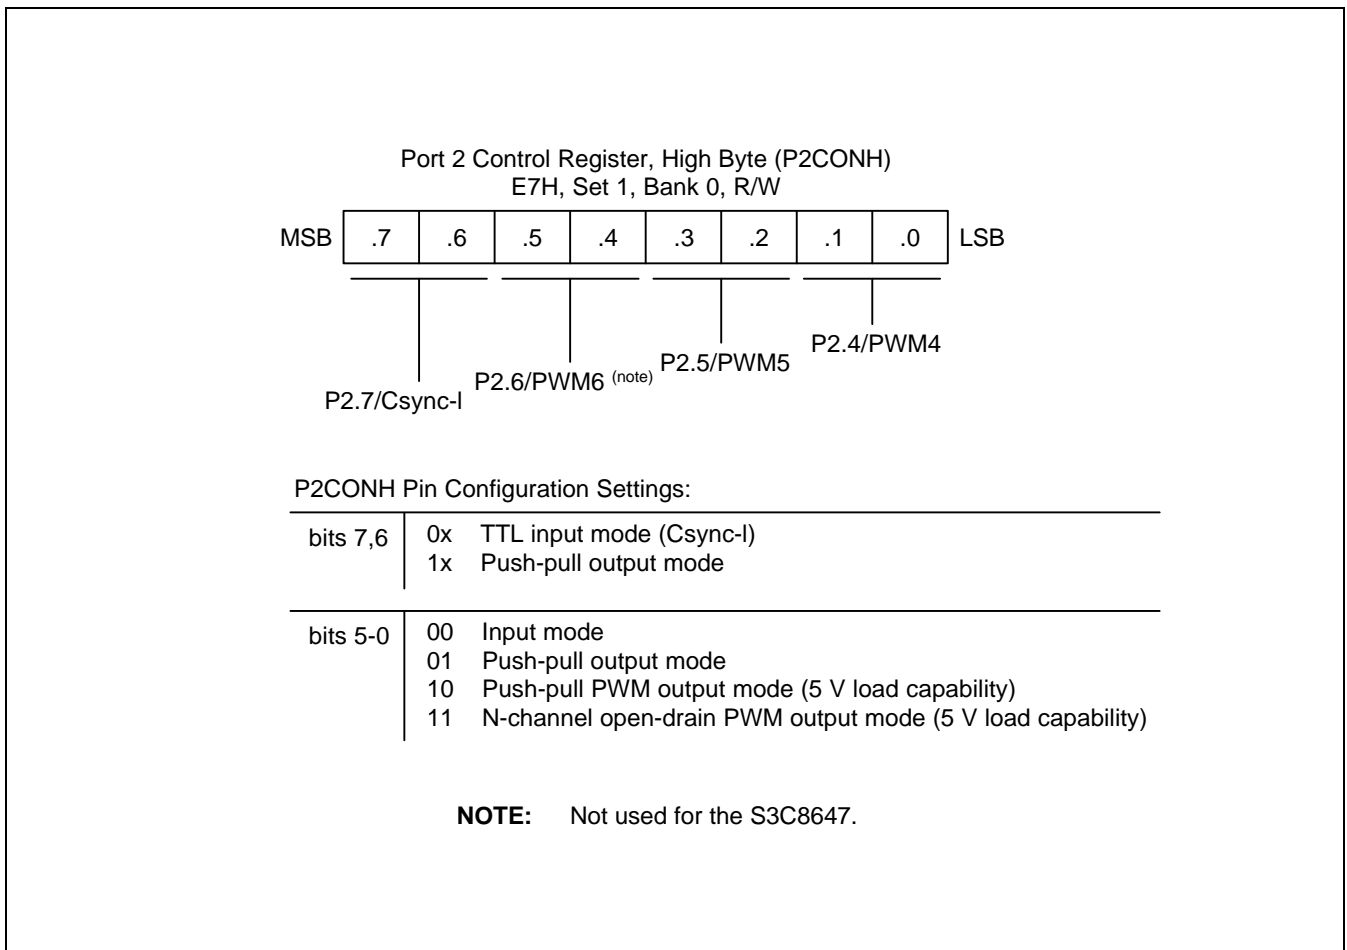 Port 2 Control Register, High Byte (P2CONH)
E7H, Set 1, Bank 0, R/W
MSB .7 .6 .5 .4 .3 .2 .1 .0 LSB
P2.4/PWM4
P2.5/PWM5
P2.6/PWM6 (note)
P2.7/Csync-I
P2CONH Pin Configuration Settings:
bits 7,6 0x TTL input mode (Csync-I)
1x Push-pull output mode
bits 5-0 00 Input mode
01 Push-pull output mode
10 Push-pull PWM output mode (5 V load capability)
11 N-channel open-drain PWM output mode (5 V load capability)
NOTE: Not used for the S3C8647.